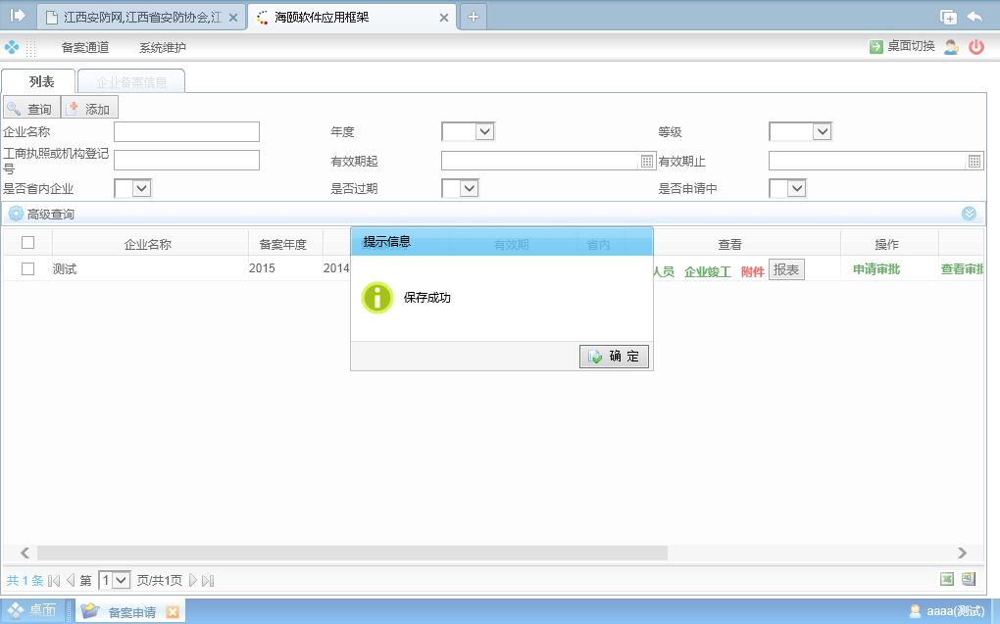 江西安防网,江西省安防协会,江
海颐软件应用框架
备案通道 系统维护 桌面切换
列表 企业备案信息
查询 添加
企业名称 年度 等级
工商执照或机构登记号 有效期起 有效期止
是否省内企业 是否过期 是否申请中
高级查询
企业名称 备案年度 有效期 省内 查看 操作
测试 2015 2014 人员 企业竣工 附件 报表 申请审批 查看审批
提示信息
保存成功
确 定
共 1 条 第 1 页/共1页
桌面 备案申请 aaaa(测试)